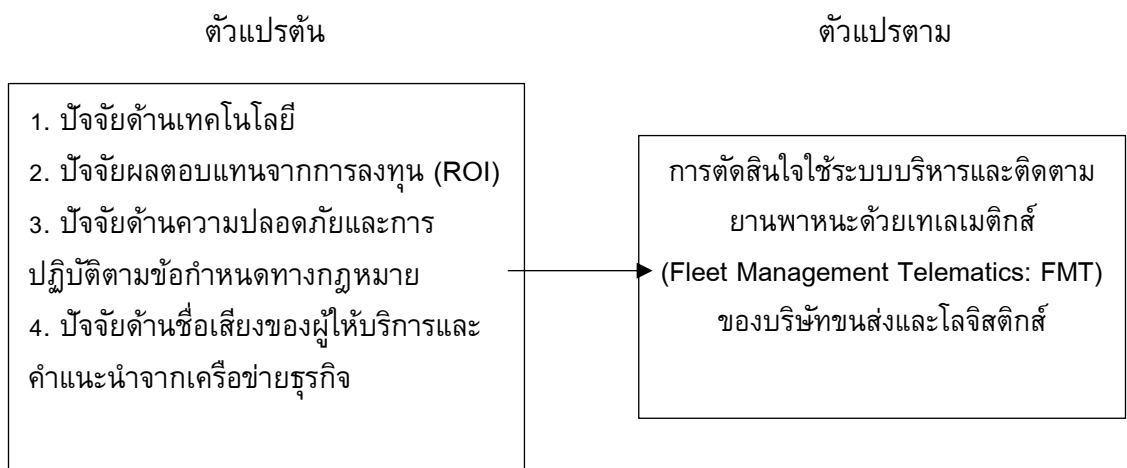 ตัวแปรต้น
ตัวแปรตาม
1. ปัจจัยด้านเทคโนโลยี
2. ปัจจัยผลตอบแทนจากการลงทุน (ROI)
3. ปัจจัยด้านความปลอดภัยและการ
ปฏิบัติตามข้อกำหนดทางกฎหมาย
4. ปัจจัยด้านชื่อเสียงของผู้ให้บริการและ
คำแนะนำจากเครือข่ายธุรกิจ
การตัดสินใจใช้ระบบบริหารและติดตาม
ยานพาหนะด้วยเทเลเมติกส์
(Fleet Management Telematics: FMT)
ของบริษัทขนส่งและโลจิสติกส์